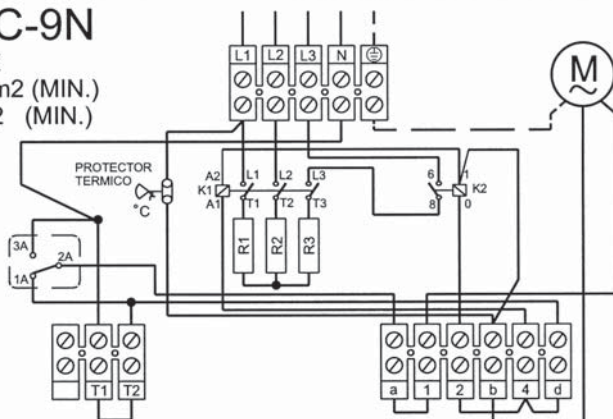 C-9N
m2 (MIN.)
2 (MIN.)
L1 L2 L3 N
M
~
PROTECTOR
TERMICO
°C
A2 L1 L2 L3 6 1
K1 K2
A1 T1 T2 T3 8 0
3A
2A
1A
R1 R2 R3
T1 T2
a 1 2 b 4 d